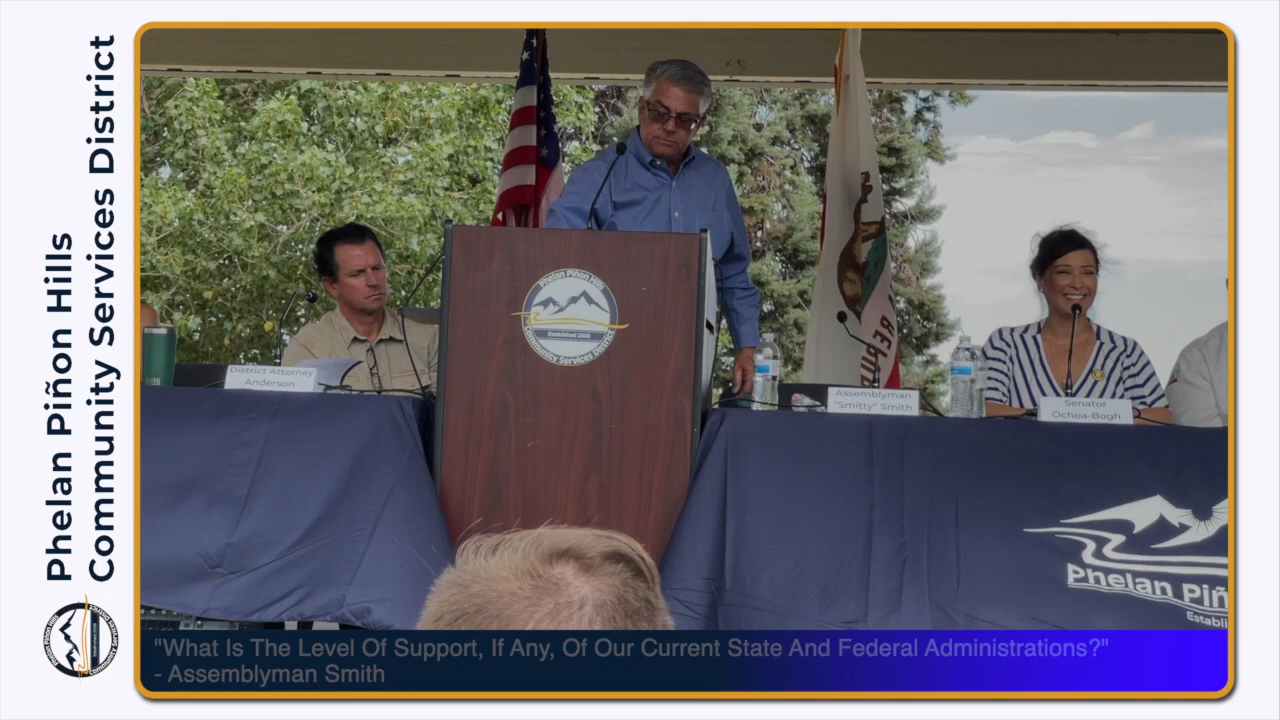 Phelan Piñon Hills
Community Services District
Phelan Piñon Hills
Established 2008
Community Services District
District Attorney
Anderson
Assemblyman
"Smitty" Smith
Senator
Ochoa-Bogh
Phelan Piñ
Establi
"What Is The Level Of Support, If Any, Of Our Current State And Federal Administrations?"
- Assemblyman Smith